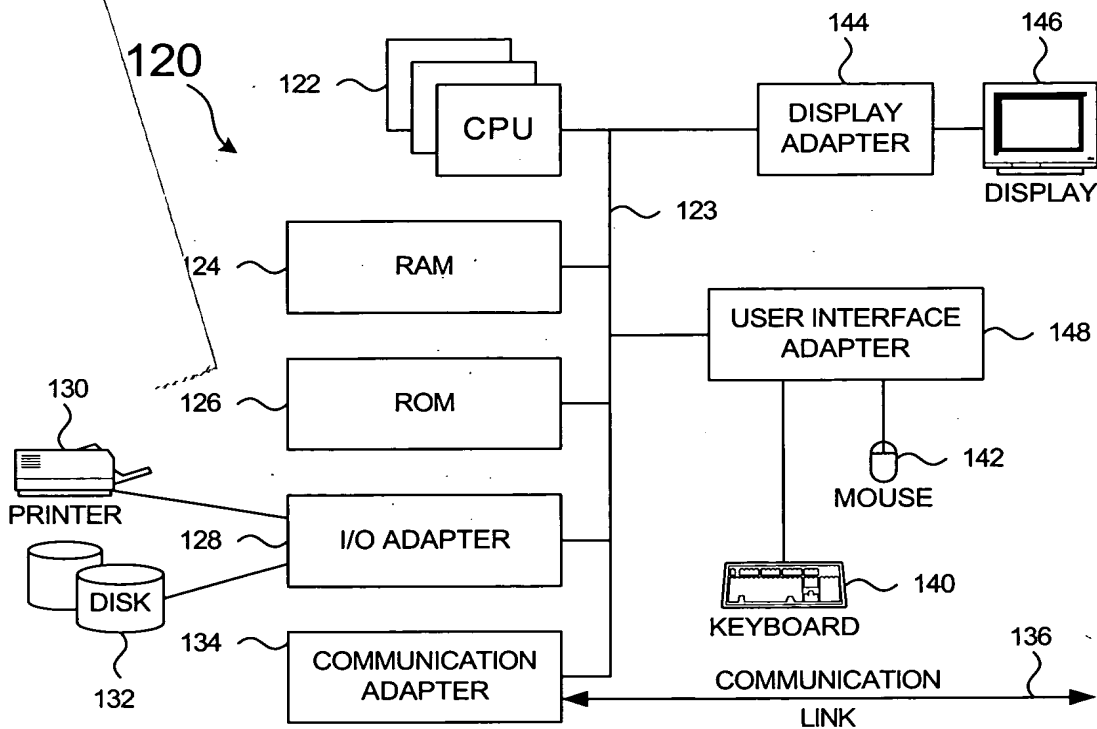 120
122
CPU
144
DISPLAY
ADAPTER
146
DISPLAY
123
124
RAM
USER INTERFACE
ADAPTER
148
126
ROM
130
PRINTER
142
MOUSE
128
I/O ADAPTER
DISK
132
140
KEYBOARD
134
COMMUNICATION
ADAPTER
136
COMMUNICATION
LINK